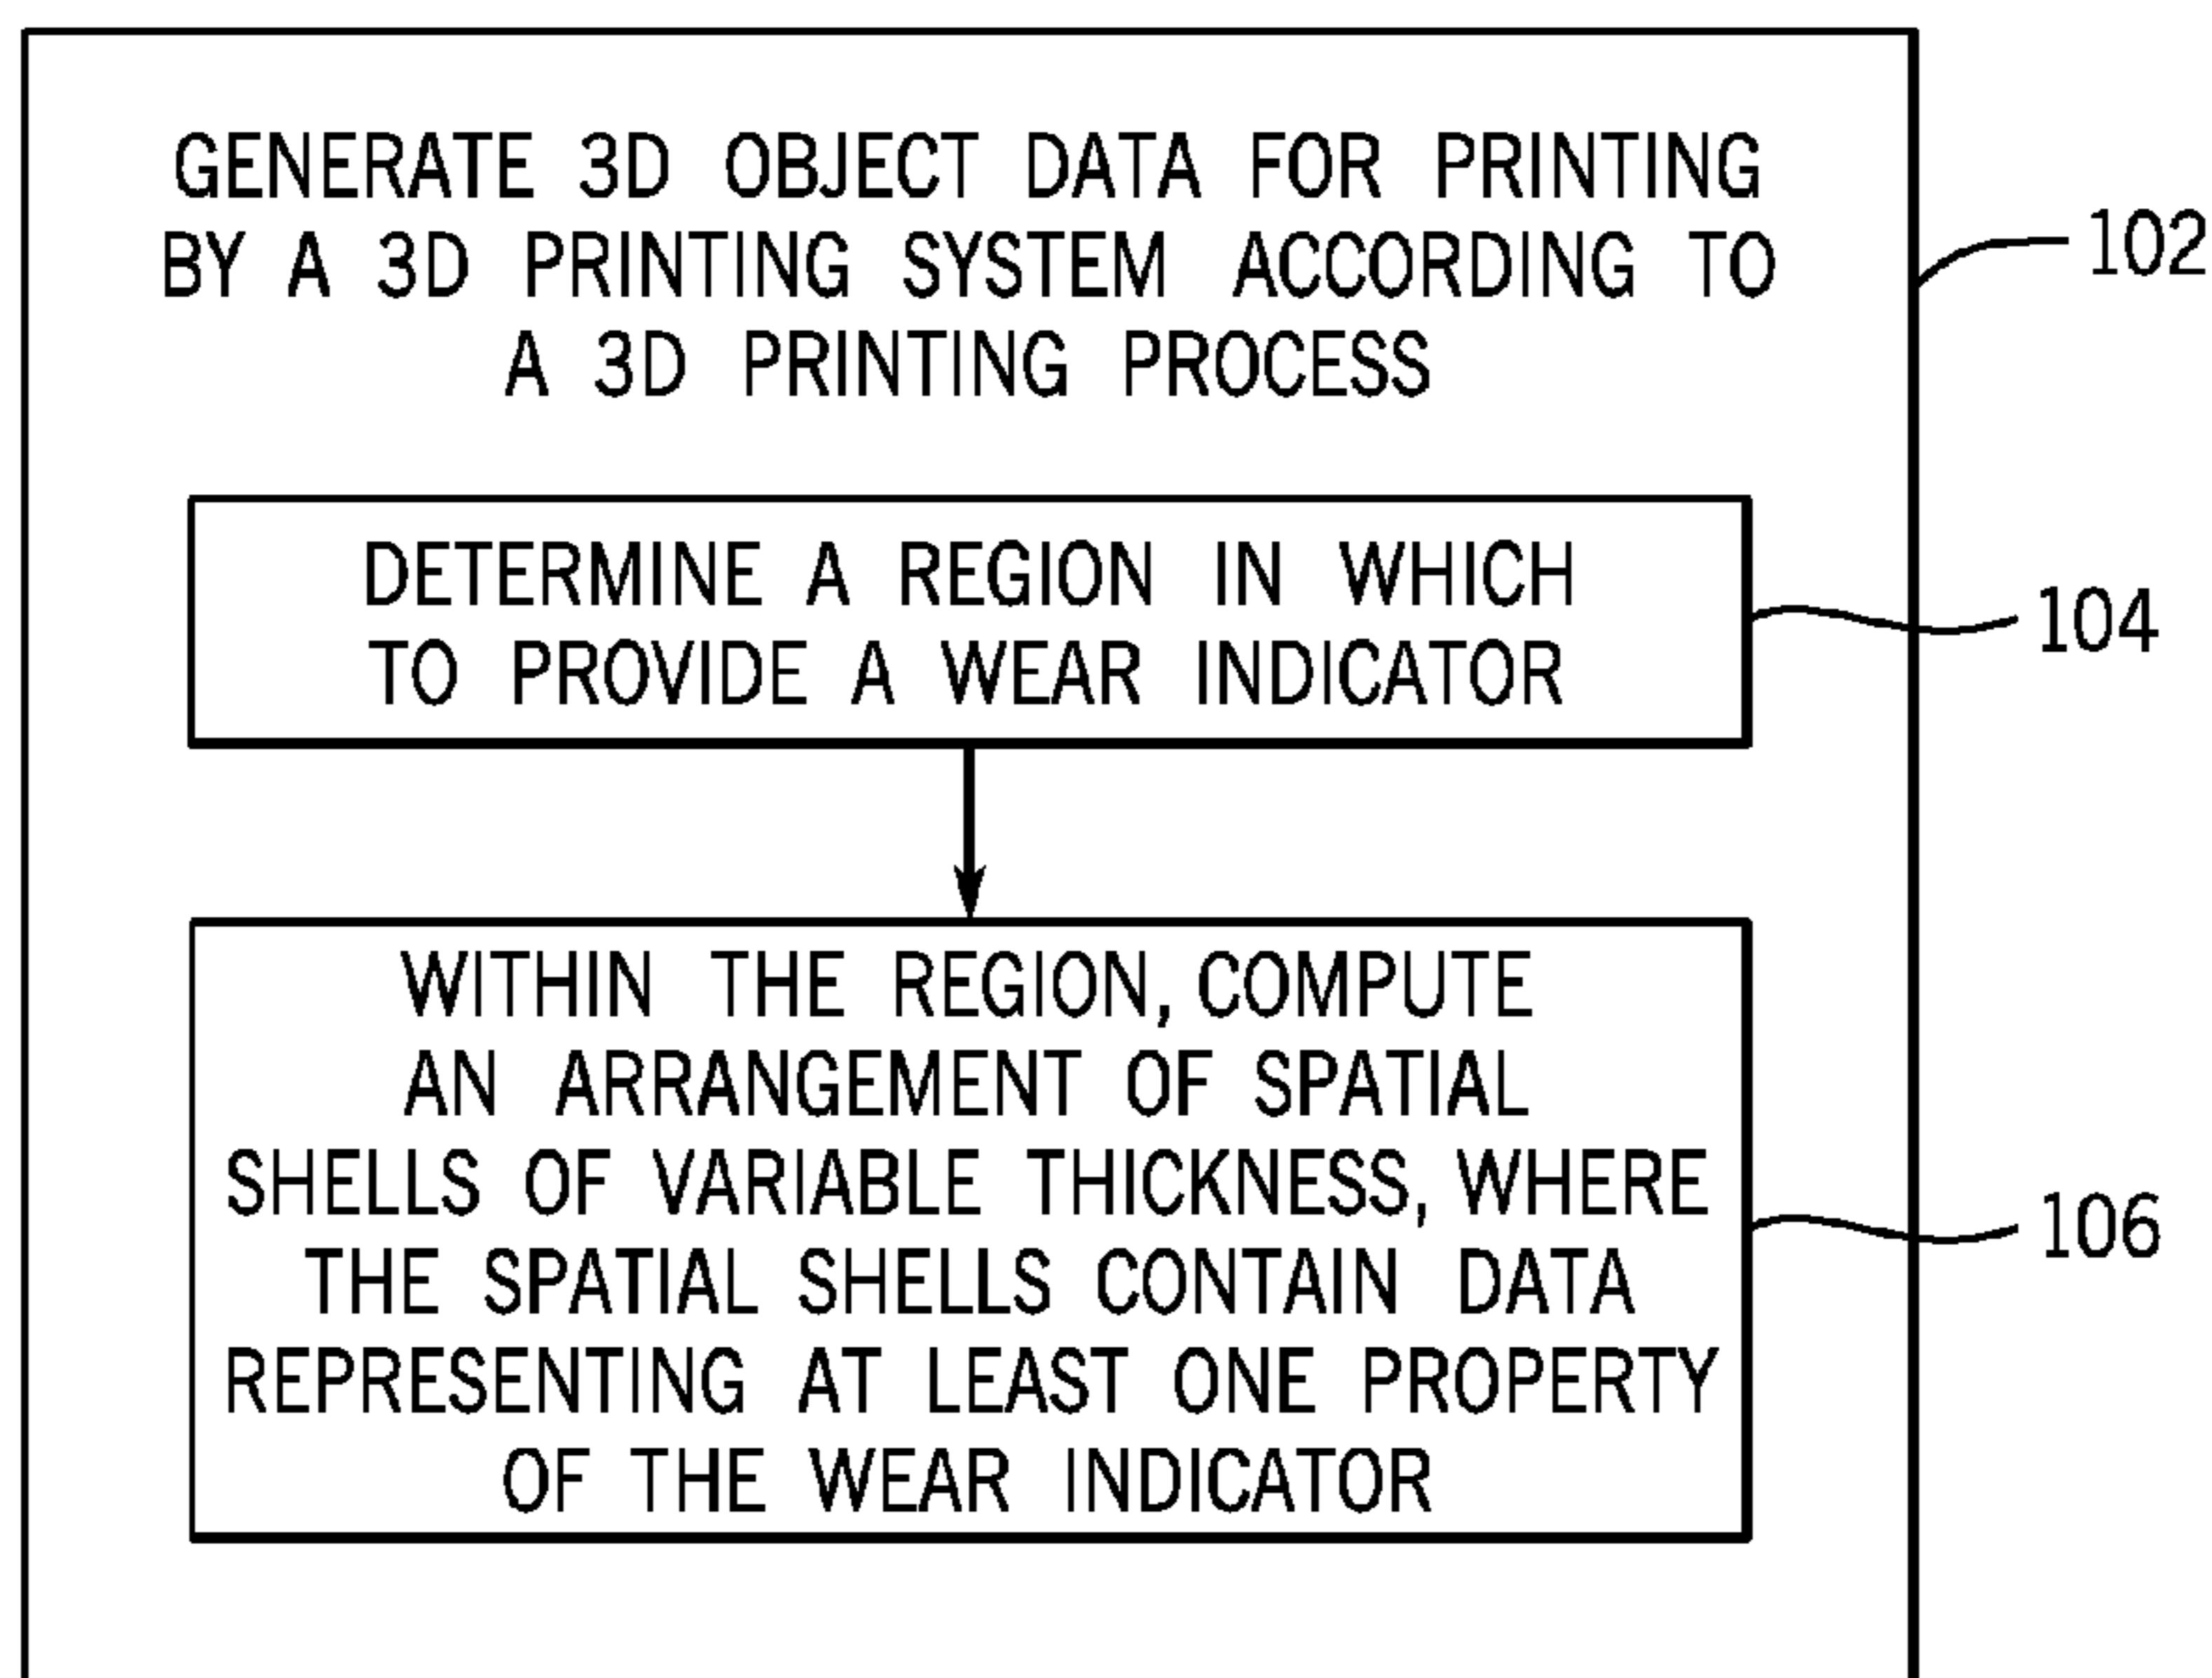 GENERATE 3D OBJECT DATA FOR PRINTING
BY A 3D PRINTING SYSTEM ACCORDING TO
A 3D PRINTING PROCESS
102
DETERMINE A REGION IN WHICH
TO PROVIDE A WEAR INDICATOR
104
WITHIN THE REGION, COMPUTE
AN ARRANGEMENT OF SPATIAL
SHELLS OF VARIABLE THICKNESS, WHERE
THE SPATIAL SHELLS CONTAIN DATA
REPRESENTING AT LEAST ONE PROPERTY
OF THE WEAR INDICATOR
106